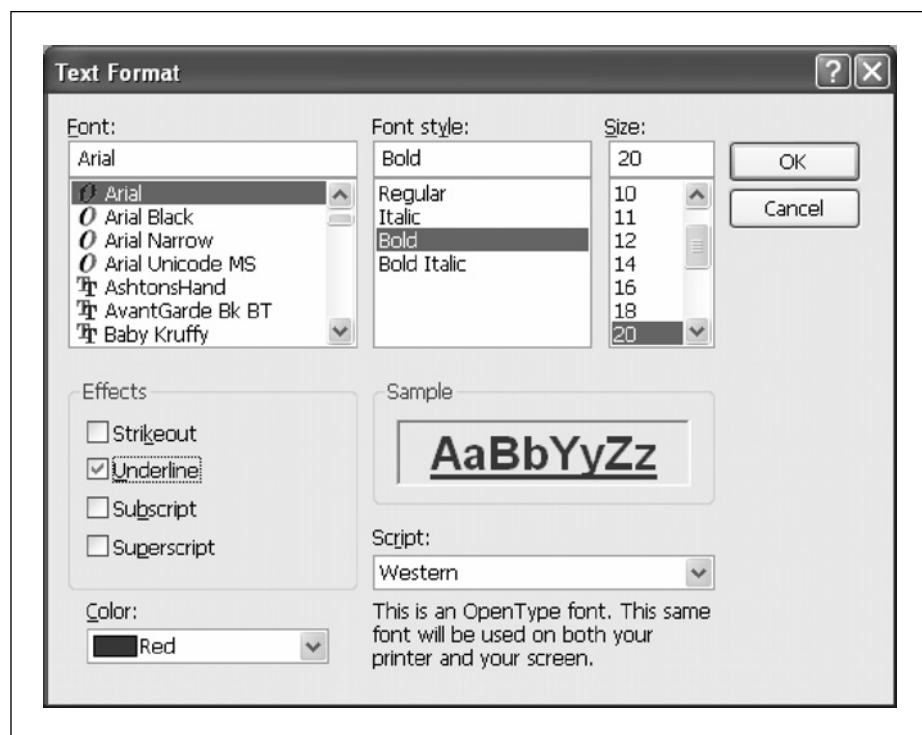 Text Format
Font:
Arial
Arial
Arial Black
Arial Narrow
Arial Unicode MS
AshtonsHand
AvantGarde Bk BT
Baby Kruffy
Font style:
Bold
Regular
Italic
Bold
Bold Italic
Size:
20
10
11
12
14
16
18
20
OK
Cancel
Effects
Strikeout
Underline
Subscript
Superscript
Color:
Red
Sample
AaBbYyZz
Script:
Western
This is an OpenType font. This same
font will be used on both your
printer and your screen.